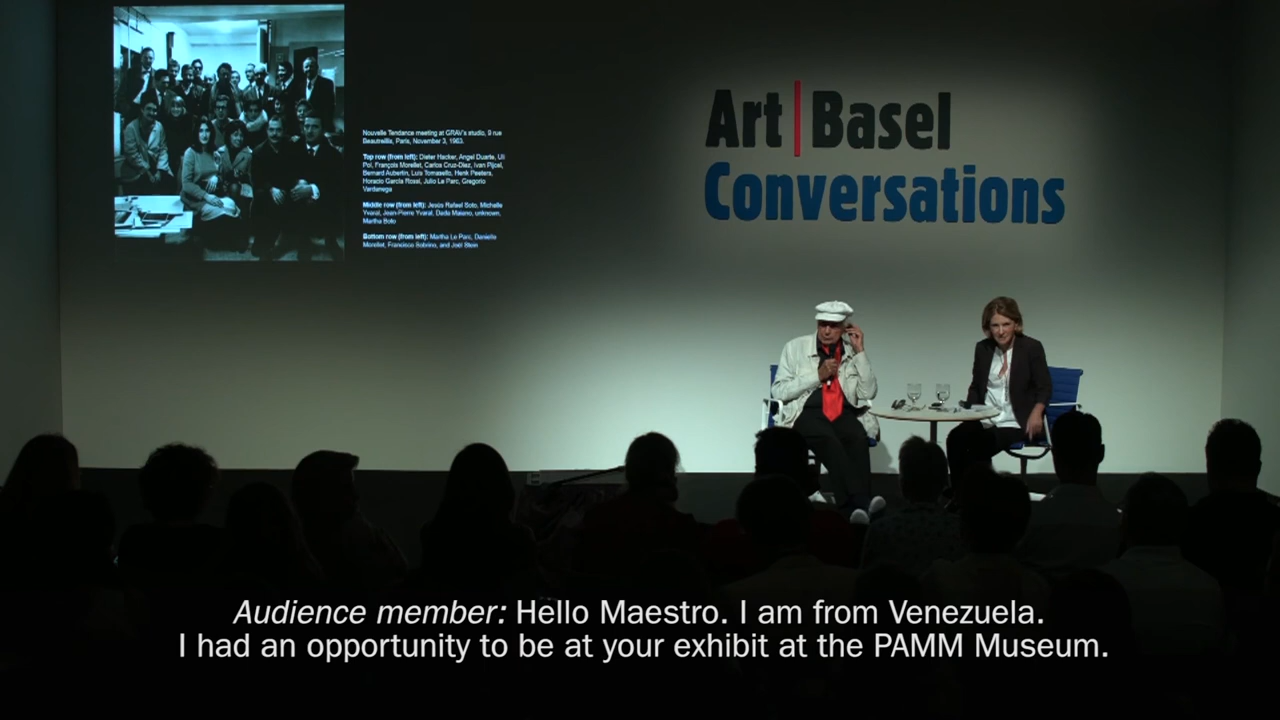 Nouvelle Tendance meeting at GRAV's studio, 9 rue
Beautreillis, Paris, November 3, 1963.
Top row (from left): Dieter Hacker, Angel Duarte, Uli
Pol, François Morellet, Carlos Cruz-Diez, Ivan Picelj,
Bernard Aubertin, Luis Tomasello, Henk Peeters,
Horacio Garcia Rossi, Julio Le Parc, Gregorio
Vardanega
Middle row (from left): Jesús Rafael Soto, Michelle
Yvaral, Jean-Pierre Yvaral, Dada Maiano, unknown,
Martha Boto
Bottom row (from left): Martha Le Parc, Danielle
Morellet, Francisco Sobrino, and Joël Stein
Art|Basel
Conversations
Audience member: Hello Maestro. I am from Venezuela.
I had an opportunity to be at your exhibit at the PAMM Museum.